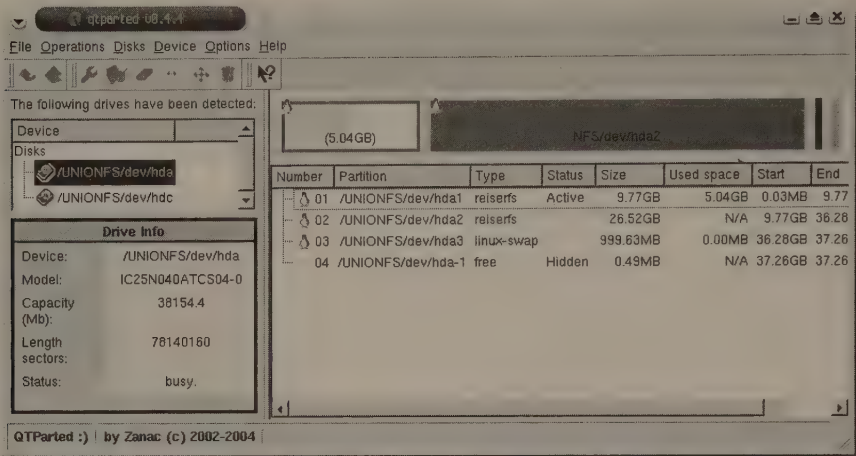 qtparted v0.4.4
File Operations Disks Device Options Help
The following drives have been detected:
Device
Disks
/UNIONFS/dev/hda
/UNIONFS/dev/hdc
Drive Info
Device: /UNIONFS/dev/hda
Model: IC25N040ATCS04-0
Capacity (Mb): 38154.4
Length sectors: 78140160
Status: busy.
(5.04GB)
NFS/dev/hda2
Number Partition Type Status Size Used space Start End
01 /UNIONFS/dev/hda1 reiserfs Active 9.77GB 5.04GB 0.03MB 9.77
02 /UNIONFS/dev/hda2 reiserfs 26.52GB N/A 9.77GB 36.28
03 /UNIONFS/dev/hda3 linux-swap 999.63MB 0.00MB 36.28GB 37.26
04 /UNIONFS/dev/hda-1 free Hidden 0.49MB N/A 37.26GB 37.26
QTParted :) by Zanac (c) 2002-2004